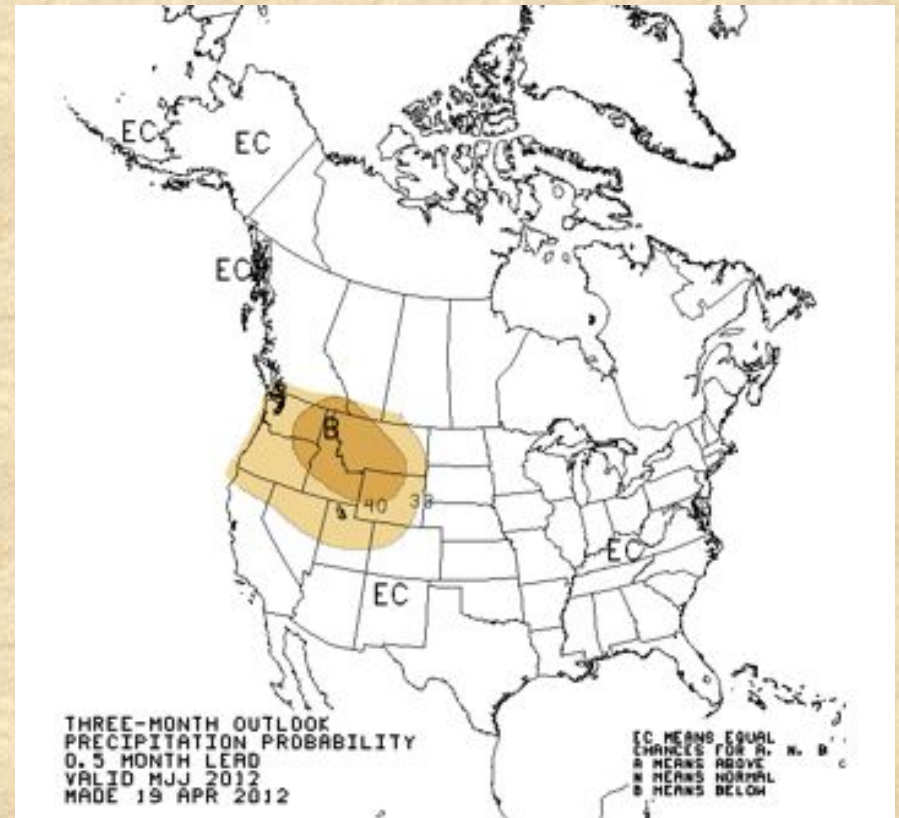 EC
EC
EC
B
40
33
EC
EC
THREE-MONTH OUTLOOK
PRECIPITATION PROBABILITY
0.5 MONTH LEAD
VALID MJJ 2012
MADE 19 APR 2012
EC MEANS EQUAL
CHANCES FOR A, N, B
A MEANS ABOVE
N MEANS NORMAL
B MEANS BELOW